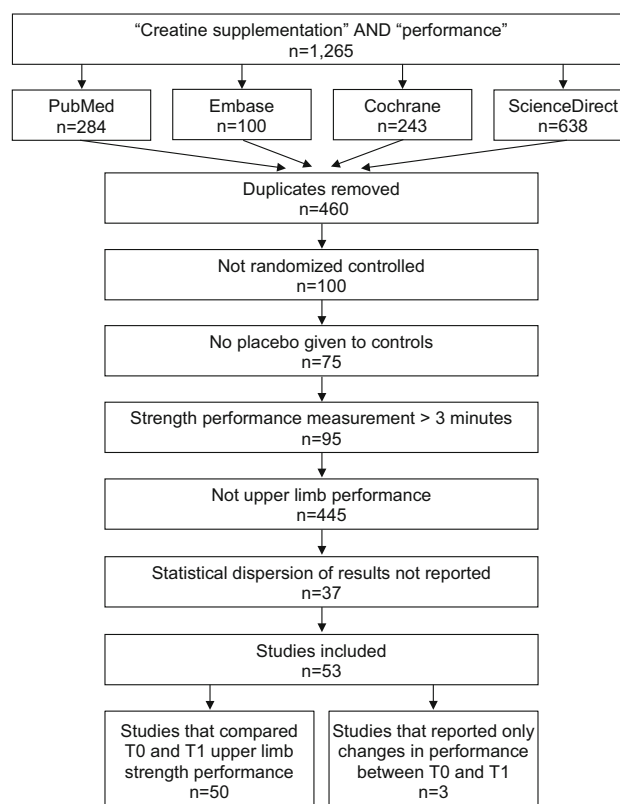 “Creatine supplementation” AND “performance”
n=1,265
PubMed
n=284
Embase
n=100
Cochrane
n=243
ScienceDirect
n=638
Duplicates removed
n=460
Not randomized controlled
n=100
No placebo given to controls
n=75
Strength performance measurement > 3 minutes
n=95
Not upper limb performance
n=445
Statistical dispersion of results not reported
n=37
Studies included
n=53
Studies that compared
T0 and T1 upper limb
strength performance
n=50
Studies that reported only
changes in performance
between T0 and T1
n=3